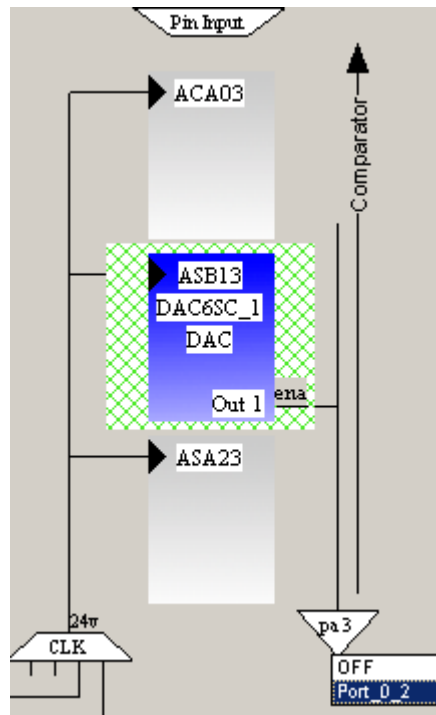 Pin Input
ACA03
Comparator
ASB13
DAC6SC_1
DAC
ena
Out 1
ASA23
24v
CLK
pa3
OFF
Port_0_2